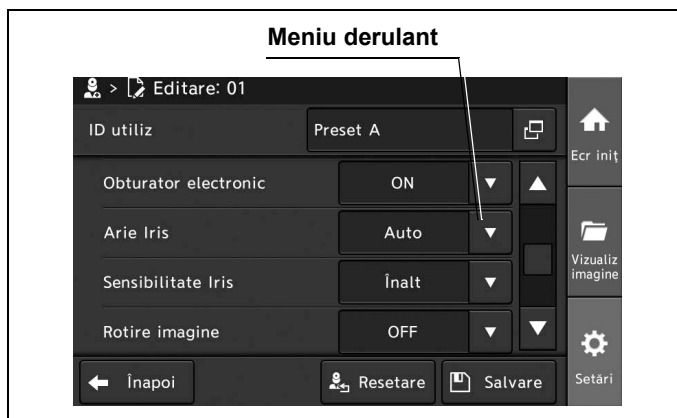 Meniu derulant
> Editare: 01
ID utiliz Preset A
Ecr iniț
Obturator electronic ON
Arie Iris Auto
Vizualiz
imagine
Sensibilitate Iris Înalt
Rotire imagine OFF
Înapoi Resetare Salvare
Setări